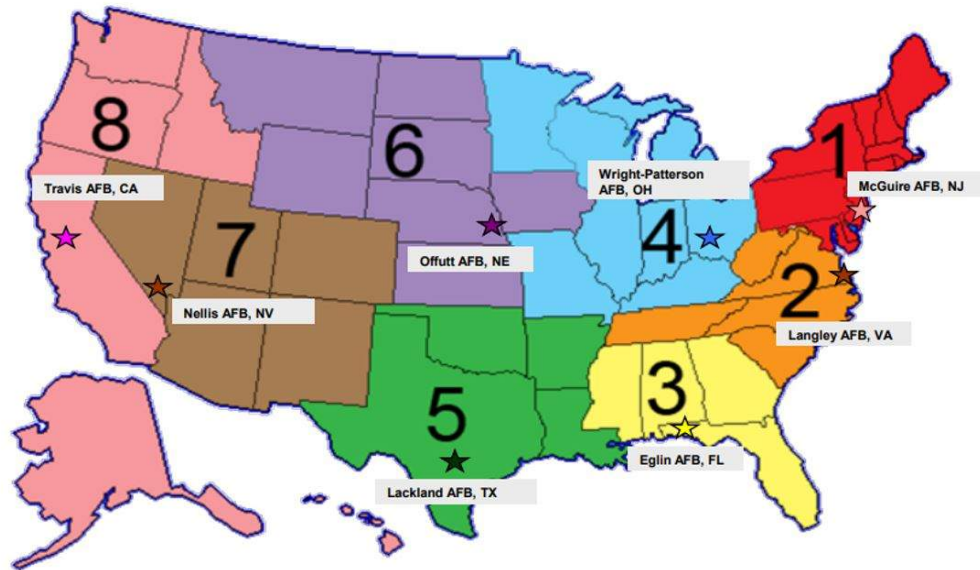 8
6
1
Travis AFB, CA
Wright-Patterson
AFB, OH
McGuire AFB, NJ
7
4
Offutt AFB, NE
2
Nellis AFB, NV
Langley AFB, VA
5
3
Eglin AFB, FL
Lackland AFB, TX